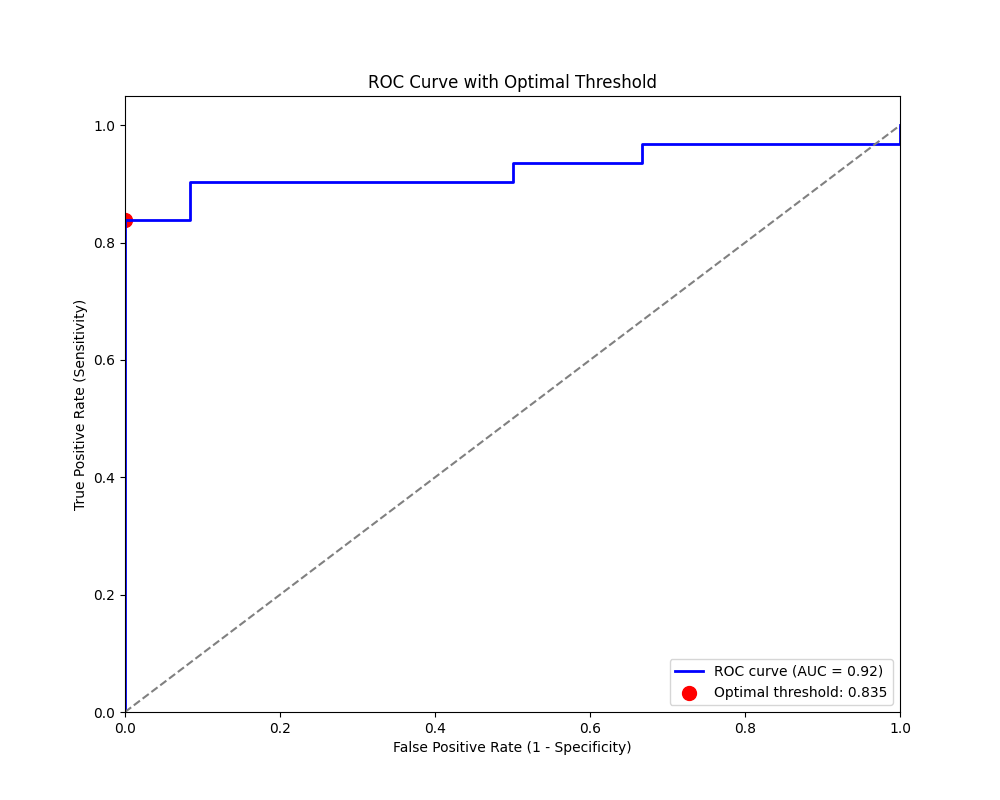 ROC Curve with Optimal Threshold
1.0
0.8
0.6
0.4
0.2
0.0
True Positive Rate (Sensitivity)
0.0 0.2 0.4 0.6 0.8 1.0
False Positive Rate (1 - Specificity)
ROC curve (AUC = 0.92)
Optimal threshold: 0.835